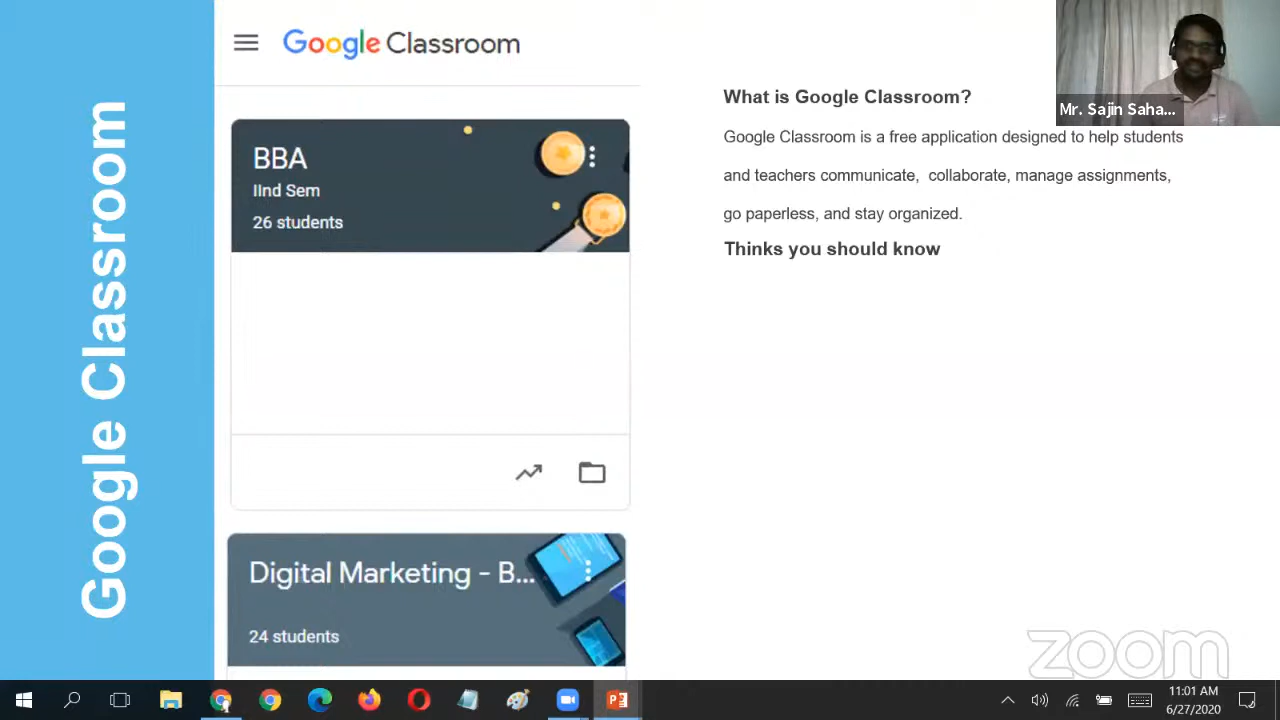 Google Classroom
Google Classroom
BBA
IInd Sem
26 students
Digital Marketing - B...
24 students
What is Google Classroom?
Google Classroom is a free application designed to help students
and teachers communicate, collaborate, manage assignments,
go paperless, and stay organized.
Thinks you should know
Mr. Sajin Saha...
zoom
11:01 AM
6/27/2020